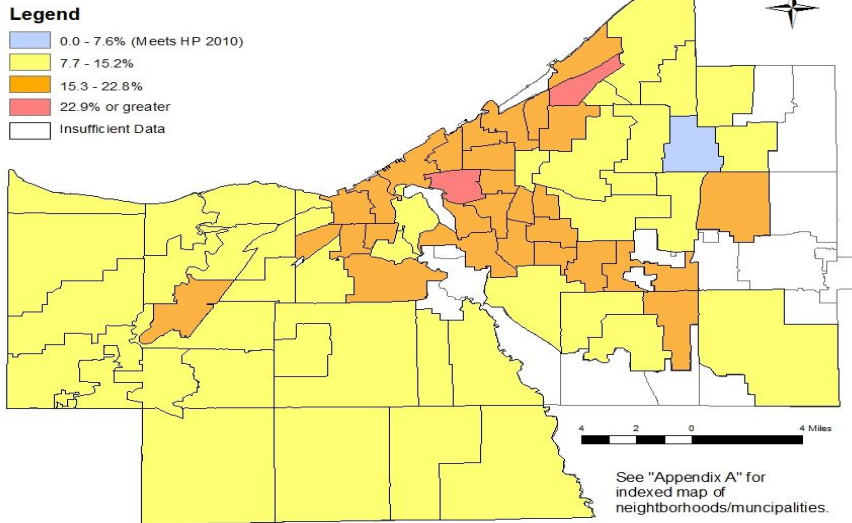 Legend
0.0 - 7.6% (Meets HP 2010)
7.7 - 15.2%
15.3 - 22.8%
22.9% or greater
Insufficient Data
4 2 0 4 Miles
See "Appendix A" for
indexed map of
neighborhoods/muncipalities.